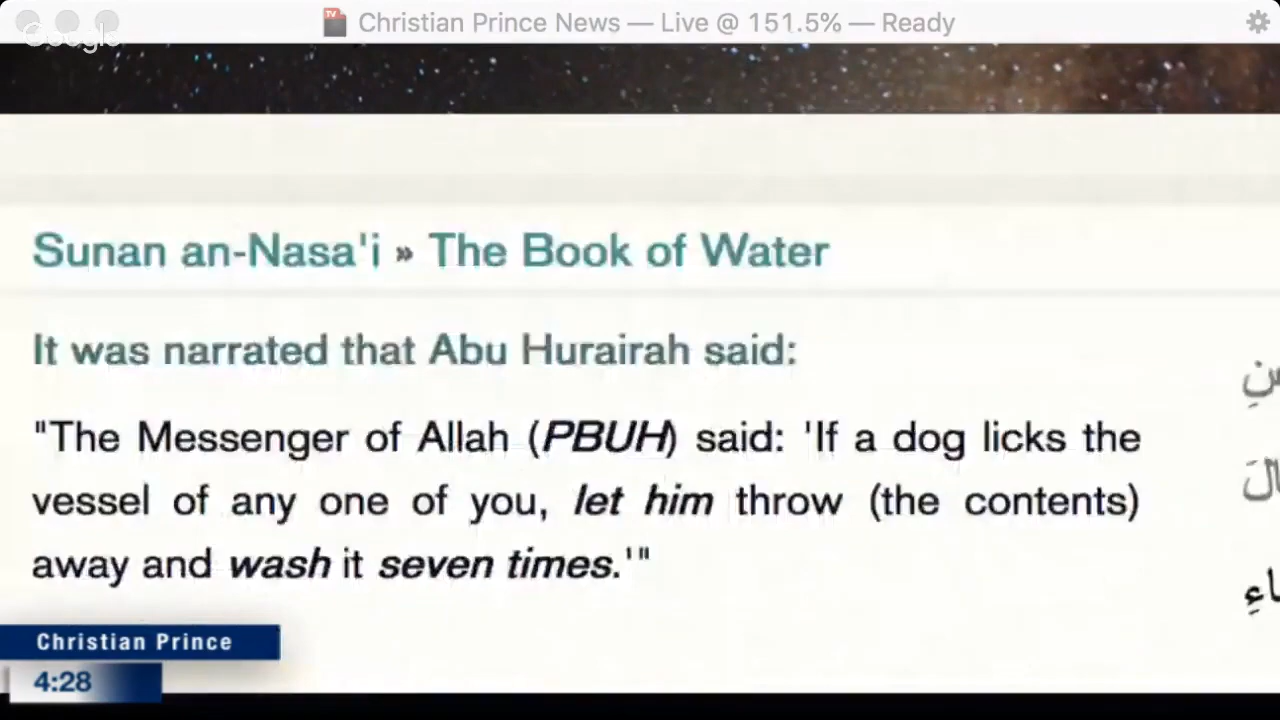 Christian Prince News — Live @ 151.5% — Ready
Google
TV
Sunan an-Nasa'i » The Book of Water
It was narrated that Abu Hurairah said:
"The Messenger of Allah (PBUH) said: 'If a dog licks the
vessel of any one of you, let him throw (the contents)
away and wash it seven times.'"
Christian Prince
4:28